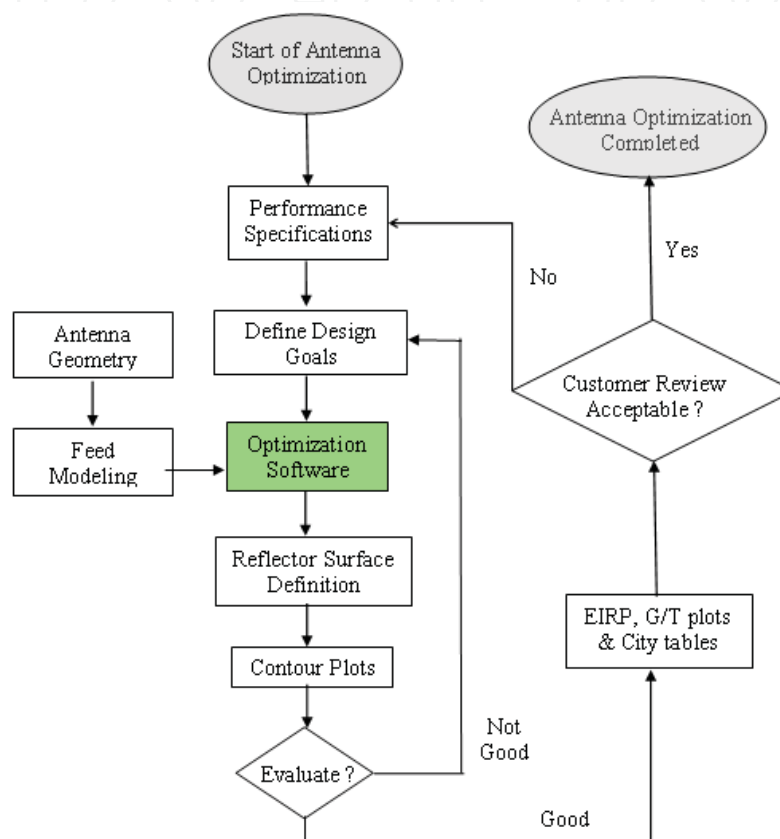 Start of Antenna
Optimization
Antenna Optimization
Completed
Performance
Specifications
Yes
No
Antenna
Geometry
Define Design
Goals
Customer Review
Acceptable ?
Feed
Modeling
Optimization
Software
Reflector Surface
Definition
EIRP, G/T plots
& City tables
Contour Plots
Not
Good
Evaluate ?
Good